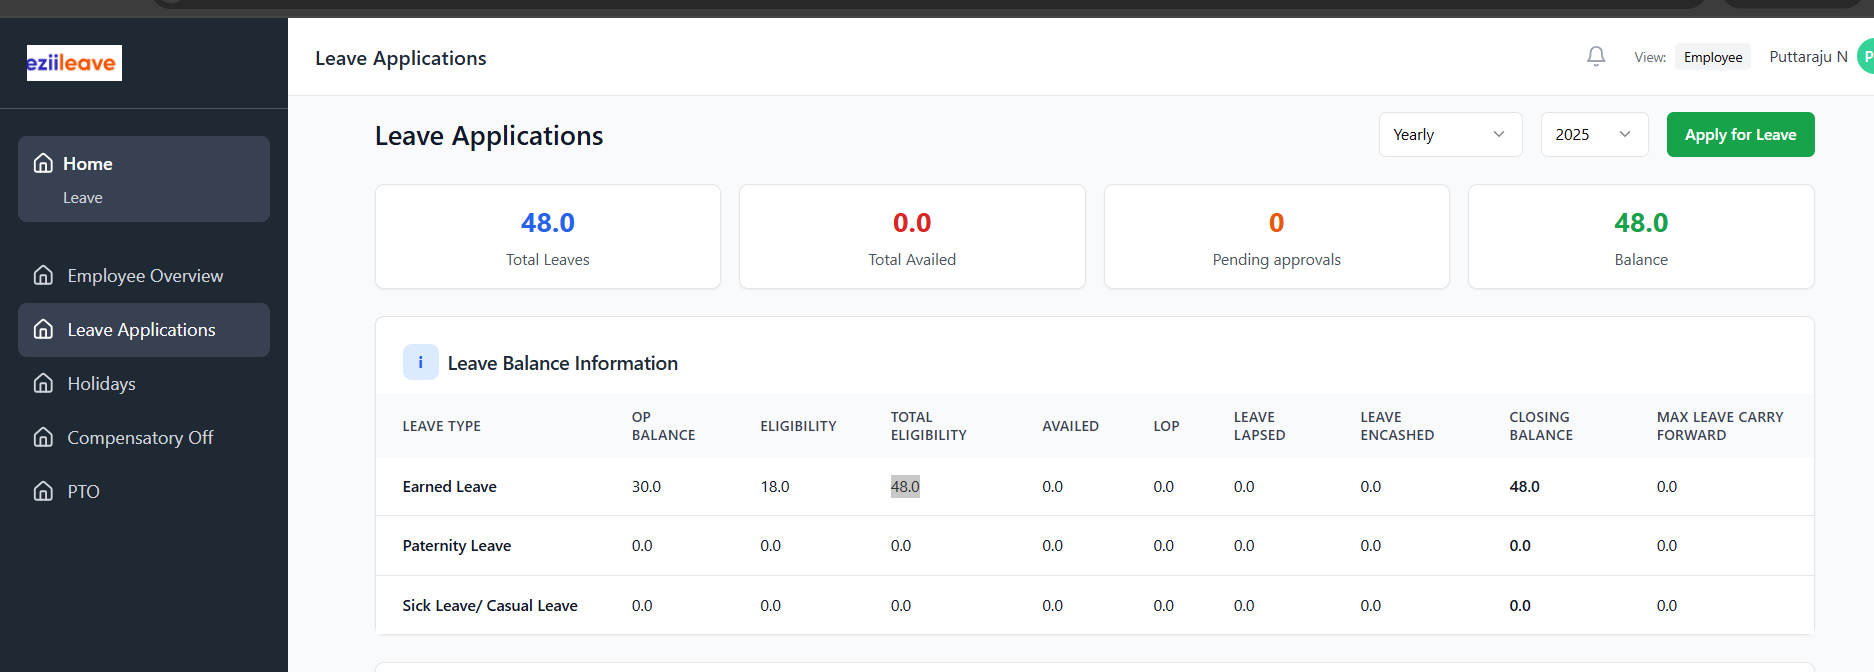 eziileave
Leave Applications
View: Employee Puttaraju N P
Home
Leave
Employee Overview
Leave Applications
Holidays
Compensatory Off
PTO
Leave Applications
Yearly 2025 Apply for Leave
48.0 0.0 0 48.0
Total Leaves Total Availed Pending approvals Balance
i Leave Balance Information
LEAVE TYPE OP BALANCE ELIGIBILITY TOTAL ELIGIBILITY AVAILED LOP LEAVE LAPSED LEAVE ENCASHED CLOSING BALANCE MAX LEAVE CARRY FORWARD
Earned Leave 30.0 18.0 48.0 0.0 0.0 0.0 0.0 48.0 0.0
Paternity Leave 0.0 0.0 0.0 0.0 0.0 0.0 0.0 0.0 0.0
Sick Leave/ Casual Leave 0.0 0.0 0.0 0.0 0.0 0.0 0.0 0.0 0.0